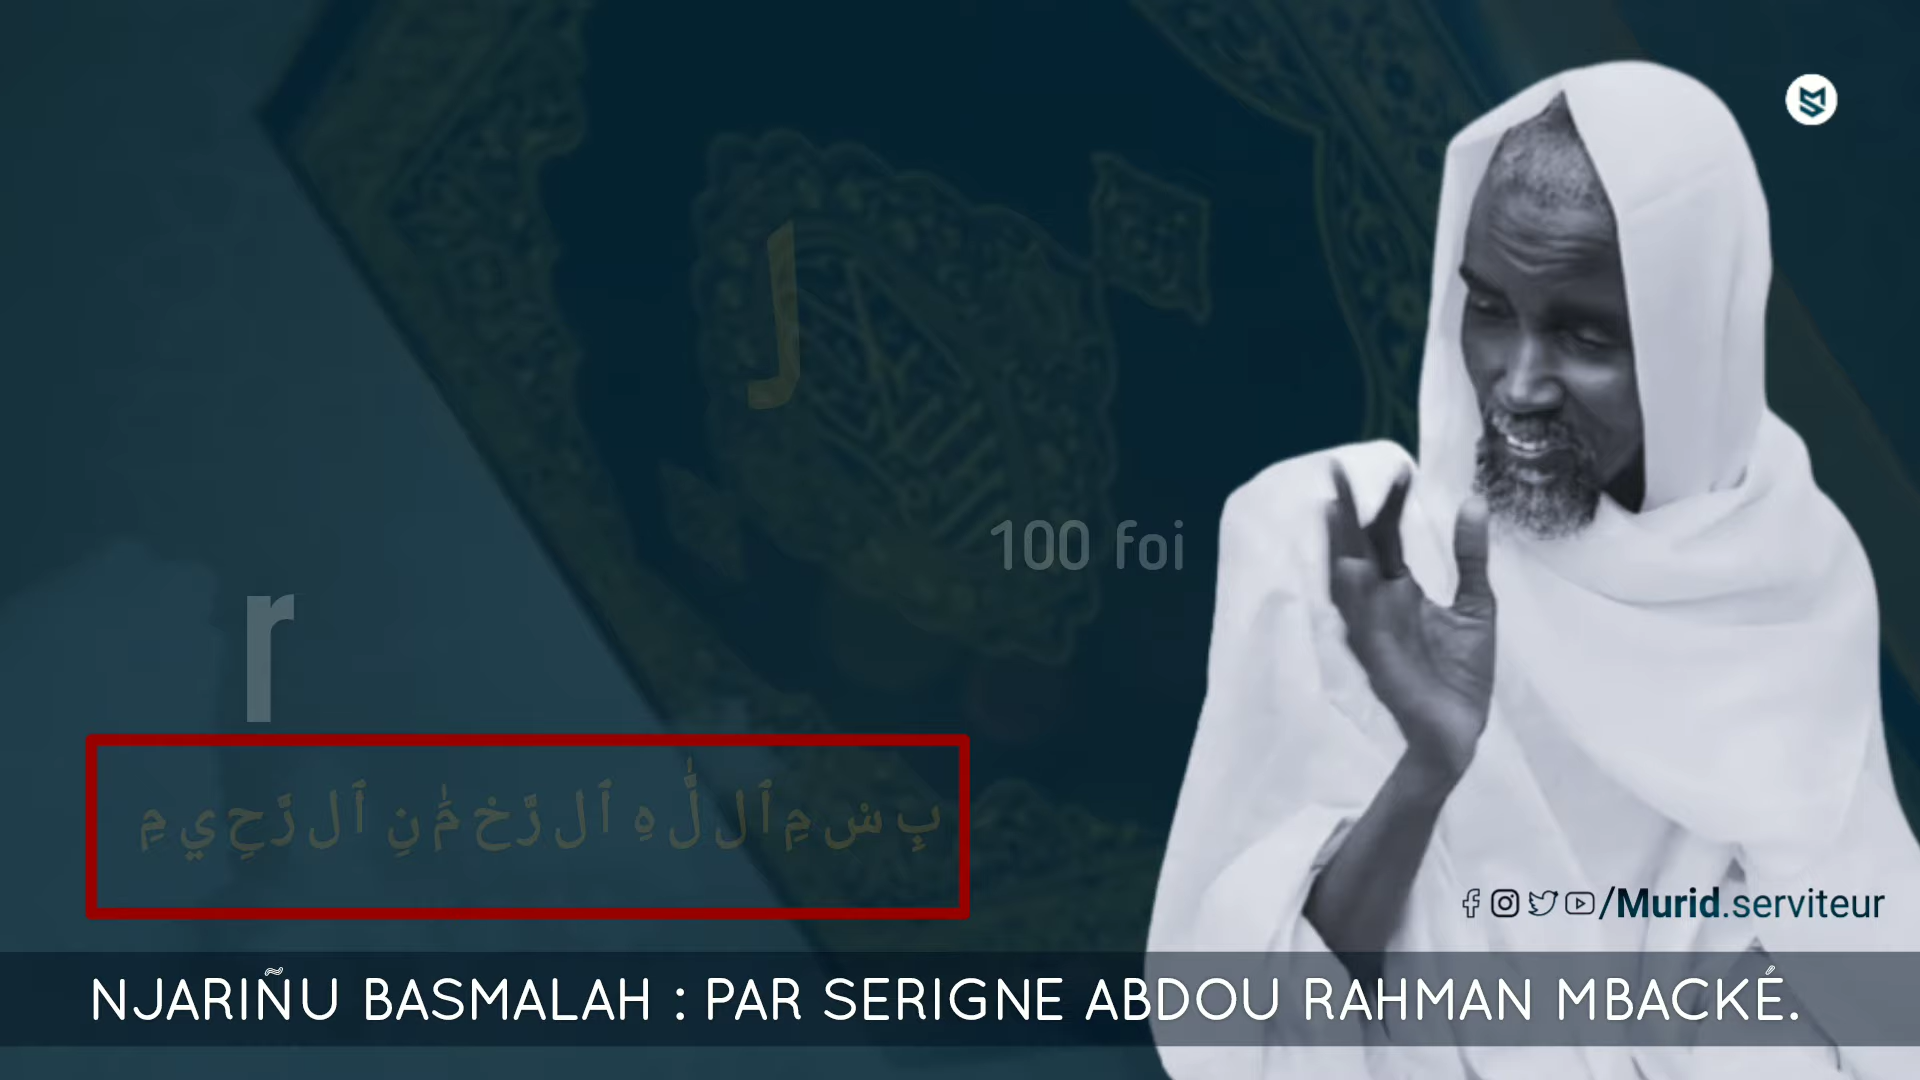 J
100 foi
r
بِسْمِ ٱللَّٰهِ ٱلرَّحْمَٰنِ ٱلرَّحِيمِ
/Murid.serviteur
NJARIÑU BASMALAH : PAR SERIGNE ABDOU RAHMAN MBACKÉ.